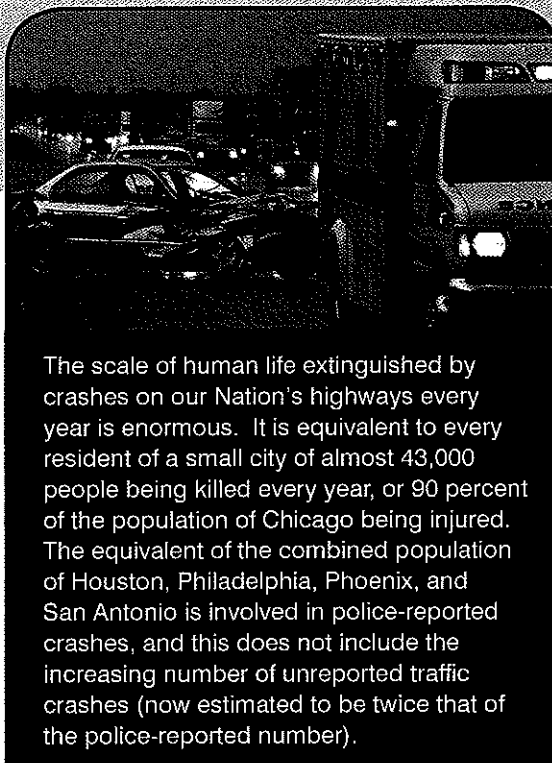 The scale of human life extinguished by
crashes on our Nation's highways every
year is enormous. It is equivalent to every
resident of a small city of almost 43,000
people being killed every year, or 90 percent
of the population of Chicago being injured.
The equivalent of the combined population
of Houston, Philadelphia, Phoenix, and
San Antonio is involved in police-reported
crashes, and this does not include the
increasing number of unreported traffic
crashes (now estimated to be twice that of
the police-reported number).